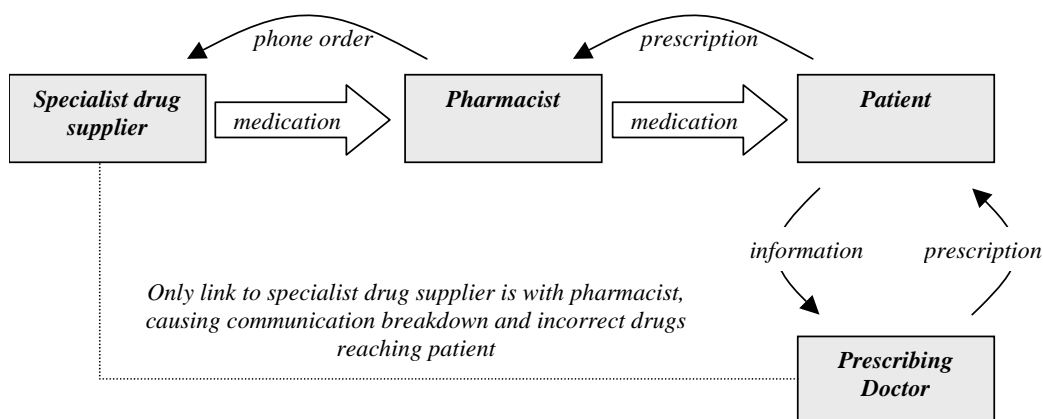 phone order
prescription
Specialist drug
supplier
Pharmacist
Patient
medication
medication
information
prescription
Only link to specialist drug supplier is with pharmacist,
causing communication breakdown and incorrect drugs
reaching patient
Prescribing
Doctor